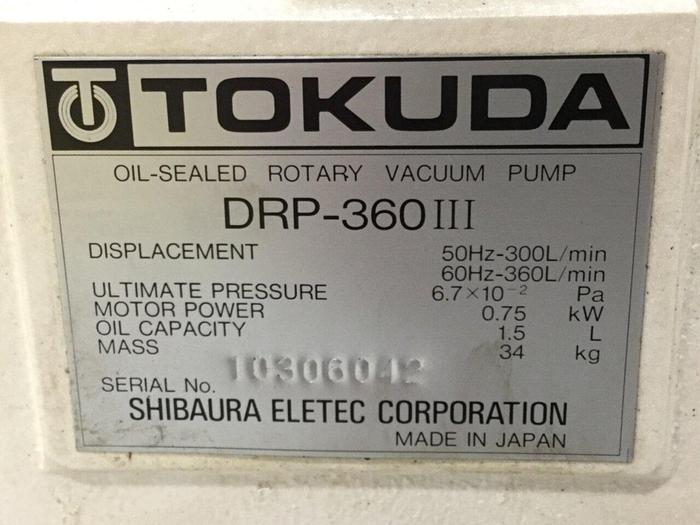 TOKUDA
OIL-SEALED ROTARY VACUUM PUMP
DRP-360III
DISPLACEMENT 50Hz-300L/min
60Hz-360L/min
ULTIMATE PRESSURE 6.7×10⁻² Pa
MOTOR POWER 0.75 kW
OIL CAPACITY 1.5 L
MASS 34 kg
SERIAL No. 10306042
SHIBAURA ELETEC CORPORATION
MADE IN JAPAN